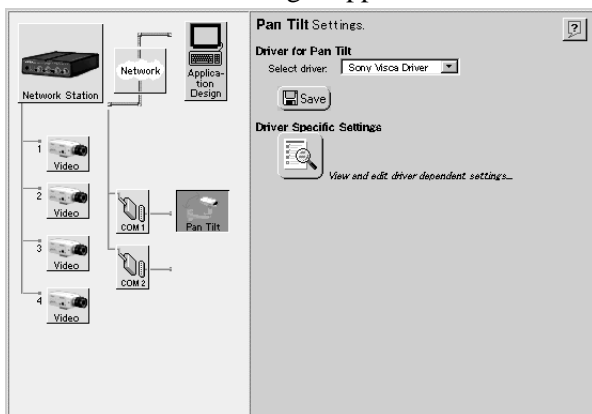 Pan Tilt Settings.
?
Driver for Pan Tilt
Select driver: Sony Visca Driver
Save
Driver Specific Settings
View and edit driver dependent settings...
Network Station
Network
Applica-
tion
Design
1
Video
2
Video
3
Video
4
Video
COM 1
Pan Tilt
COM 2